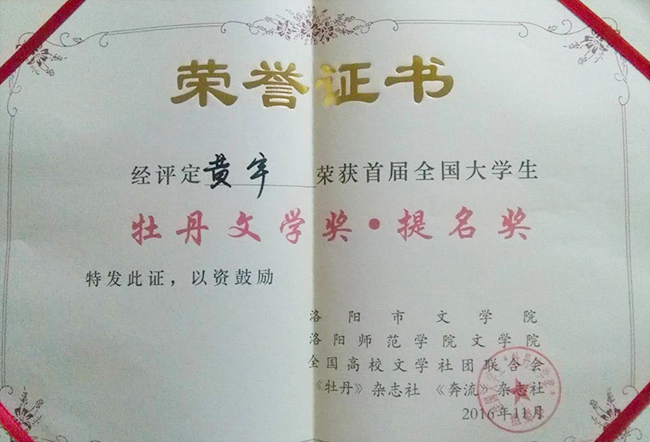 荣誉证书
经评定黄军 荣获首届全国大学生
牡丹文学奖·提名奖
特发此证，以资鼓励
洛阳市文学院
洛阳师范学院文学院
全国高校文学社团联合会
《牡丹》杂志社 《奔流》杂志社
2016年11月